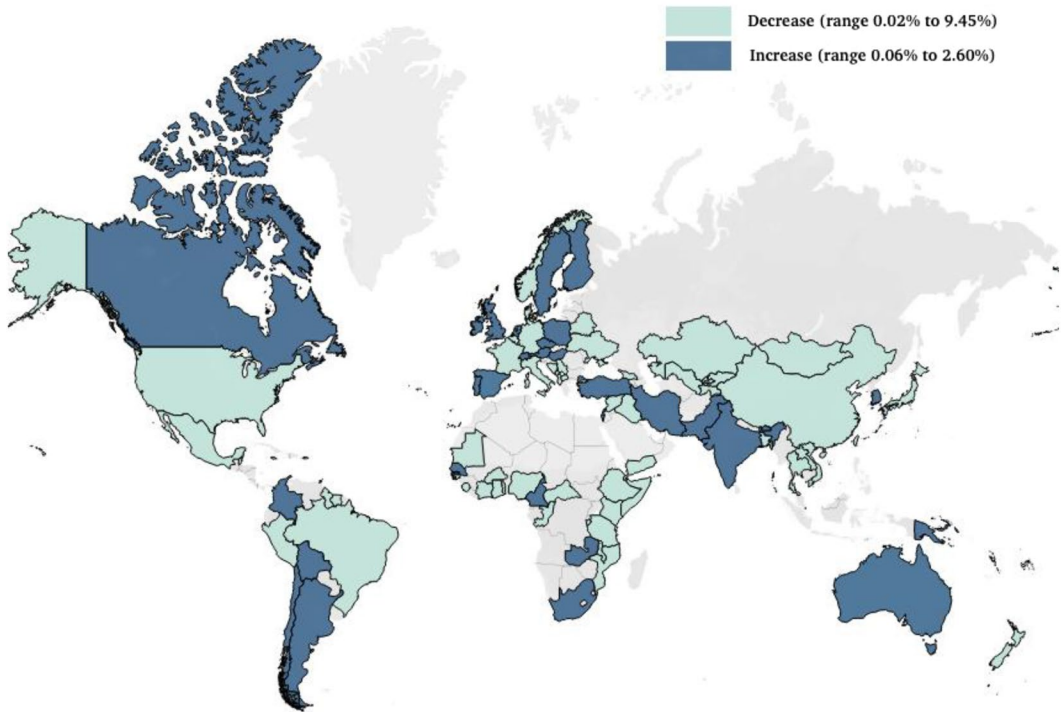 Decrease (range 0.02% to 9.45%)
Increase (range 0.06% to 2.60%)